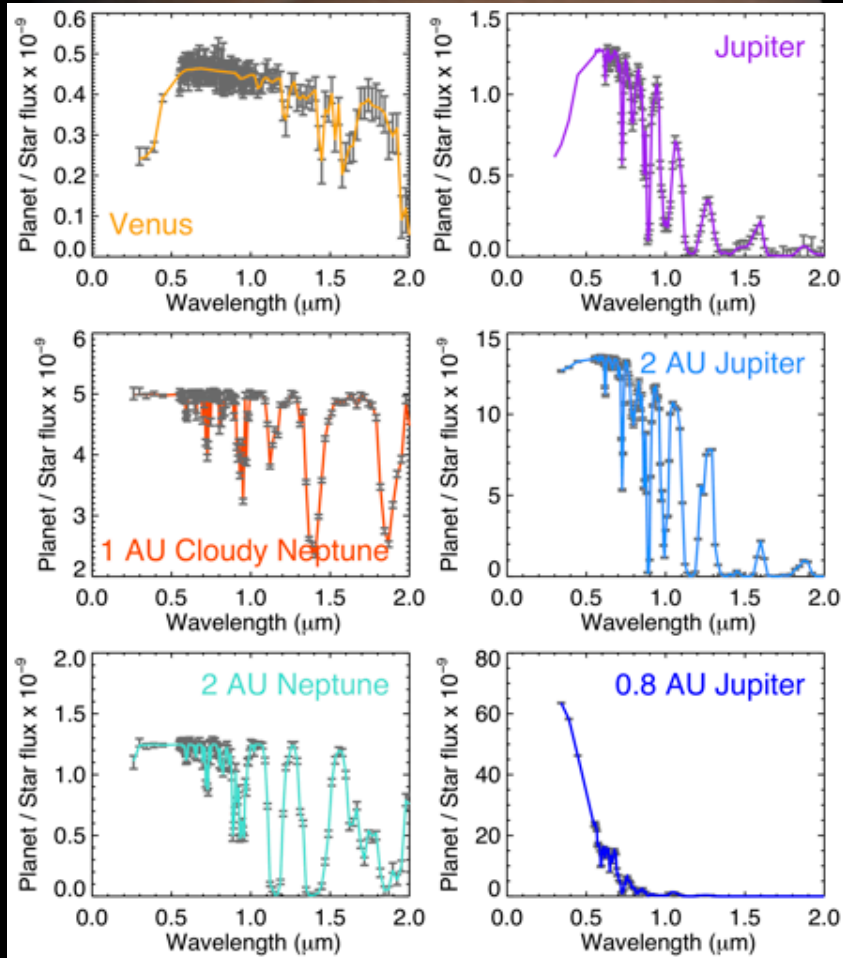 Planet / Star flux x 10⁻⁹
0.6
0.5
0.4
0.3
0.2
0.1
0.0
Venus
0.0 0.5 1.0 1.5 2.0
Wavelength (μm)
Planet / Star flux x 10⁻⁹
1.5
1.0
0.5
0.0
Jupiter
0.0 0.5 1.0 1.5 2.0
Wavelength (μm)
Planet / Star flux x 10⁻⁹
6
5
4
3
2
1 AU Cloudy Neptune
0.0 0.5 1.0 1.5 2.0
Wavelength (μm)
Planet / Star flux x 10⁻⁹
15
10
5
0
2 AU Jupiter
0.0 0.5 1.0 1.5 2.0
Wavelength (μm)
Planet / Star flux x 10⁻⁹
2.0
1.5
1.0
0.5
0.0
2 AU Neptune
0.0 0.5 1.0 1.5 2.0
Wavelength (μm)
Planet / Star flux x 10⁻⁹
80
60
40
20
0
0.8 AU Jupiter
0.0 0.5 1.0 1.5 2.0
Wavelength (μm)